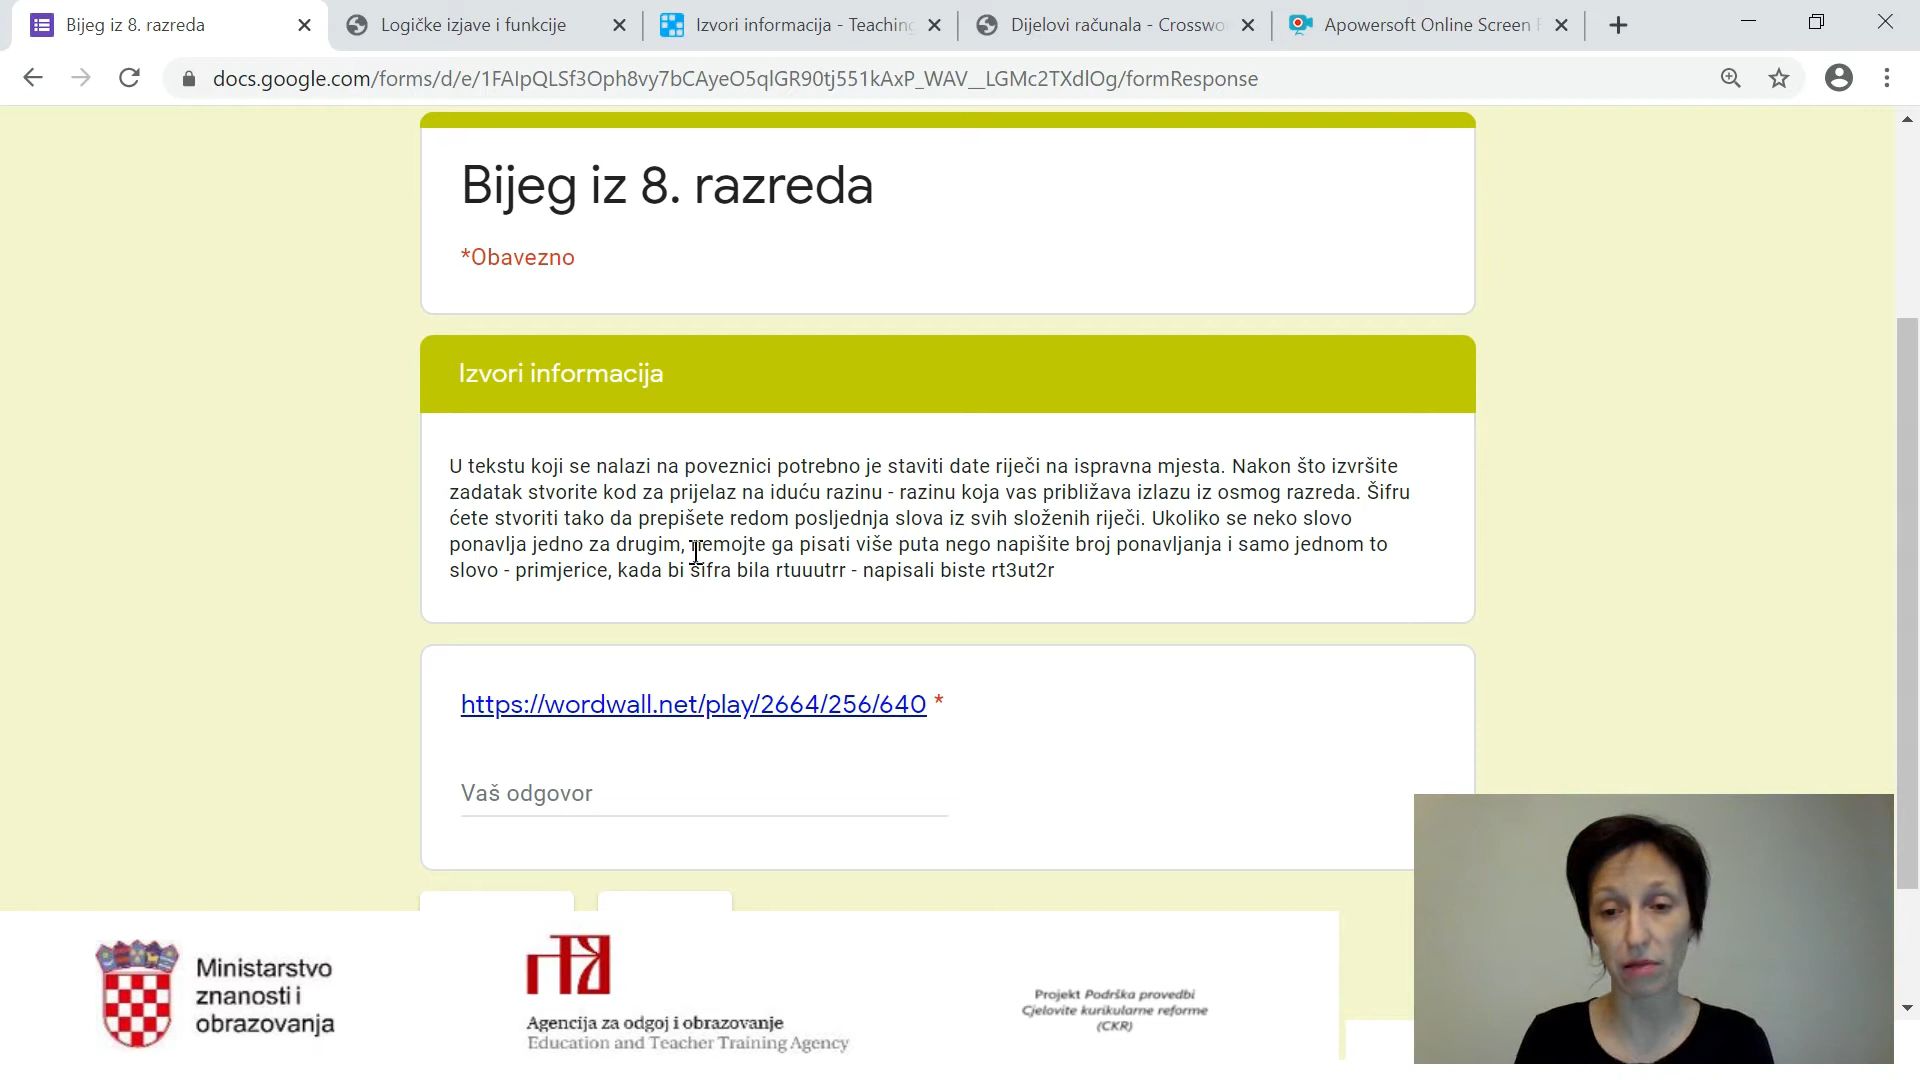 Bijeg iz 8. razreda
Logičke izjave i funkcije
Izvori informacija - Teaching
Dijelovi računala - Crosswo
Apowersoft Online Screen
docs.google.com/forms/d/e/1FAIpQLSf3Oph8vy7bCAyeO5qlGR90tj551kAxP_WAV__LGMc2TXdlOg/formResponse
Bijeg iz 8. razreda
*Obavezno
Izvori informacija
U tekstu koji se nalazi na poveznici potrebno je staviti date riječi na ispravna mjesta. Nakon što izvršite
zadatak stvorite kod za prijelaz na iduću razinu - razinu koja vas približava izlazu iz osmog razreda. Šifru
ćete stvoriti tako da prepišete redom posljednja slova iz svih složenih riječi. Ukoliko se neko slovo
ponavlja jedno za drugim, nemojte ga pisati više puta nego napišite broj ponavljanja i samo jednom to
slovo - primjerice, kada bi šifra bila rtuuutrr - napisali biste rt3ut2r
https://wordwall.net/play/2664/256/640 *
Vaš odgovor
Ministarstvo
znanosti i
obrazovanja
Agencija za odgoj i obrazovanje
Education and Teacher Training Agency
Projekt Podrška provedbi
Cjelovite kurikularne reforme
(CKR)